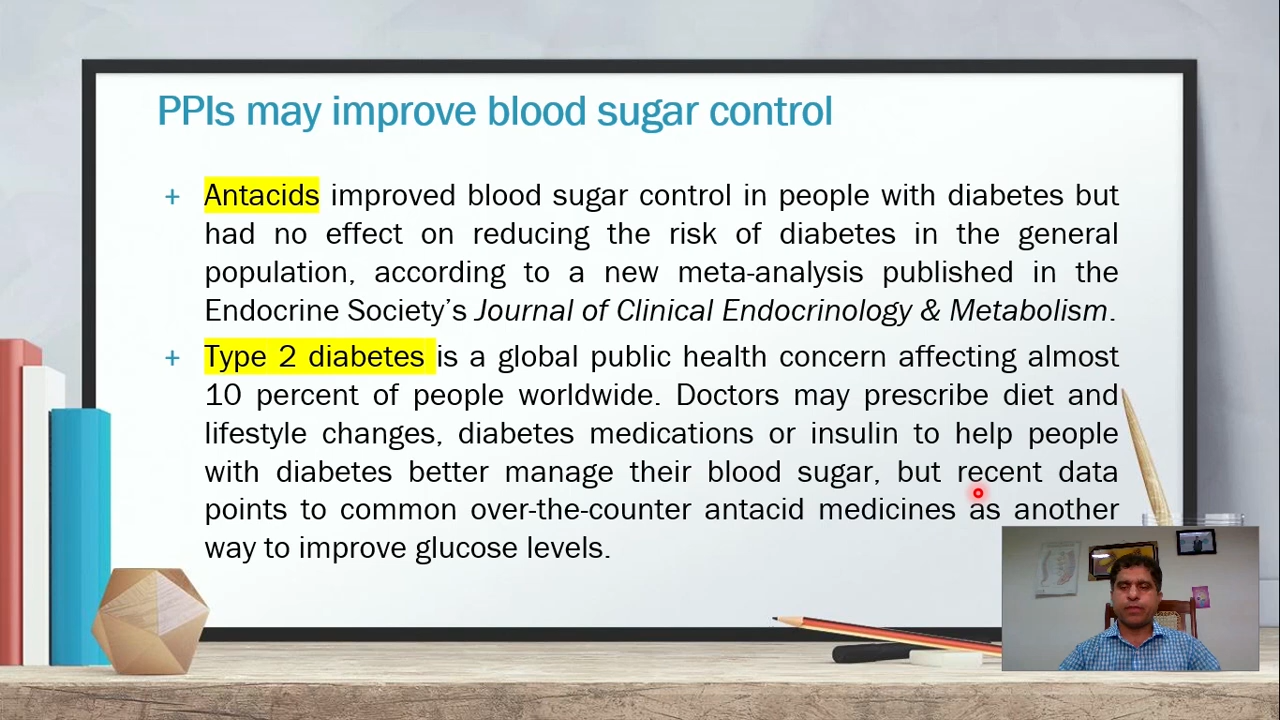 PPIs may improve blood sugar control
+ Antacids improved blood sugar control in people with diabetes but
had no effect on reducing the risk of diabetes in the general
population, according to a new meta-analysis published in the
Endocrine Society’s Journal of Clinical Endocrinology & Metabolism.
+ Type 2 diabetes is a global public health concern affecting almost
10 percent of people worldwide. Doctors may prescribe diet and
lifestyle changes, diabetes medications or insulin to help people
with diabetes better manage their blood sugar, but recent data
points to common over-the-counter antacid medicines as another
way to improve glucose levels.